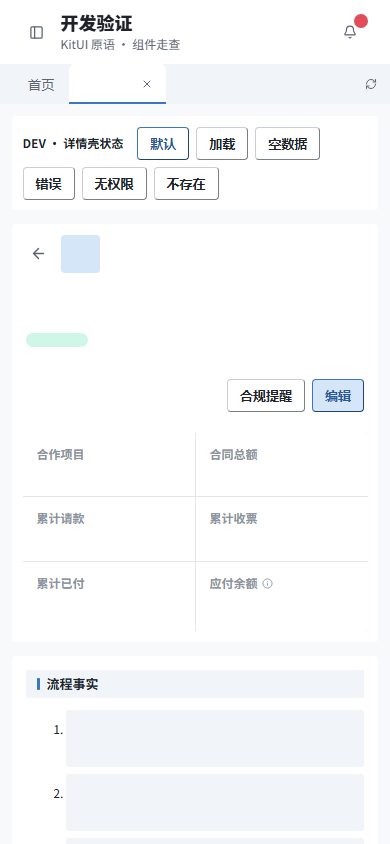 开发验证
KitUI 原语 • 组件走查
首页
DEV • 详情壳状态 默认 加载 空数据
错误 无权限 不存在
合规提醒 编辑
合作项目 合同总额
累计请款 累计收票
累计已付 应付余额
流程事实
1.
2.